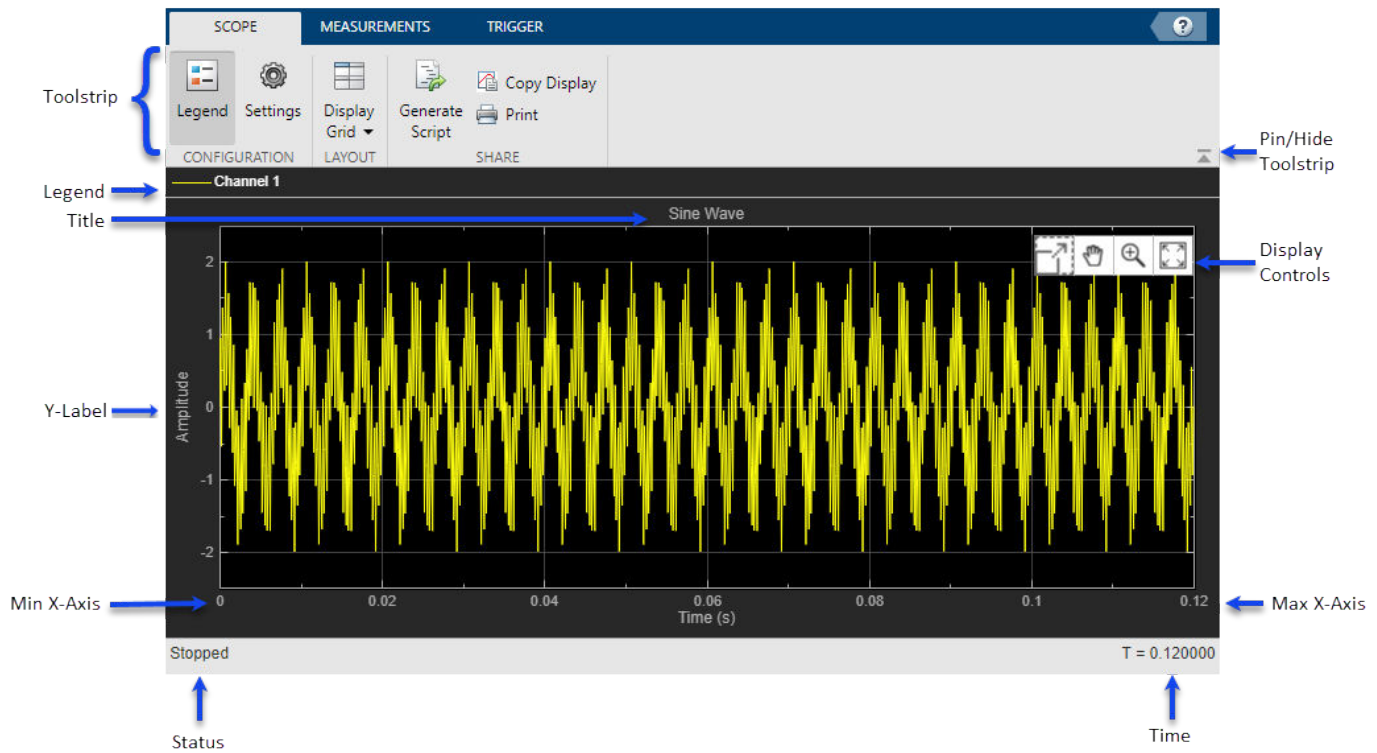 SCOPE MEASUREMENTS TRIGGER ?
Toolstrip
Legend Settings Display Grid Generate Script Copy Display
Print
CONFIGURATION LAYOUT SHARE
Pin/Hide
Toolstrip
Legend
Channel 1
Title
Sine Wave
Display
Controls
Y-Label
Amplitude
2
1
0
-1
-2
Min X-Axis
0 0.02 0.04 0.06 0.08 0.1 0.12
Max X-Axis
Time (s)
Stopped T = 0.120000
Status Time